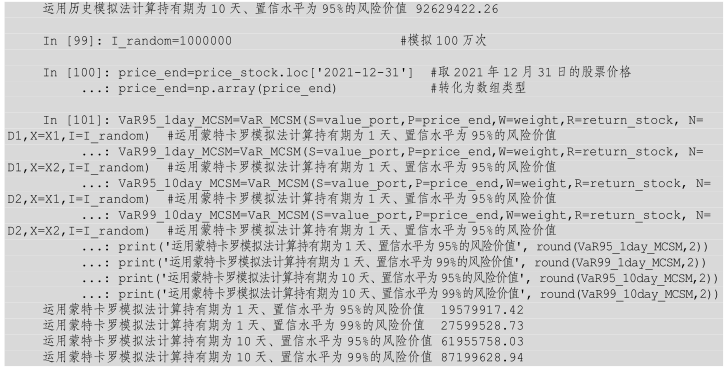 运用历史模拟法计算持有期为 10 天、置信水平为 95%的风险价值 92629422.26
In [99]: I_random=1000000 #模拟 100 万次
In [100]: price_end=price_stock.loc['2021-12-31'] #取 2021 年 12 月 31 日的股票价格
...: price_end=np.array(price_end) #转化为数组类型
In [101]: VaR95_1day_MCSM=VaR_MCSM(S=value_port,P=price_end,W=weight,R=return_stock, N=
D1,X=X1,I=I_random) #运用蒙特卡罗模拟法计算持有期为 1 天、置信水平为 95%的风险价值
...: VaR99_1day_MCSM=VaR_MCSM(S=value_port,P=price_end,W=weight,R=return_stock, N=
D1,X=X2,I=I_random) #运用蒙特卡罗模拟法计算持有期为 1 天、置信水平为 95%的风险价值
...: VaR95_10day_MCSM=VaR_MCSM(S=value_port,P=price_end,W=weight,R=return_stock, N=
D2,X=X1,I=I_random) #运用蒙特卡罗模拟法计算持有期为 1 天、置信水平为 95%的风险价值
...: VaR99_10day_MCSM=VaR_MCSM(S=value_port,P=price_end,W=weight,R=return_stock, N=
D2,X=X2,I=I_random) #运用蒙特卡罗模拟法计算持有期为 1 天、置信水平为 95%的风险价值
...: print('运用蒙特卡罗模拟法计算持有期为 1 天、置信水平为 95%的风险价值', round(VaR95_1day_MCSM,2))
...: print('运用蒙特卡罗模拟法计算持有期为 1 天、置信水平为 99%的风险价值', round(VaR99_1day_MCSM,2))
...: print('运用蒙特卡罗模拟法计算持有期为 10 天、置信水平为 95%的风险价值', round(VaR95_10day_MCSM,2))
...: print('运用蒙特卡罗模拟法计算持有期为 10 天、置信水平为 99%的风险价值', round(VaR99_10day_MCSM,2))
运用蒙特卡罗模拟法计算持有期为 1 天、置信水平为 95%的风险价值 19579917.42
运用蒙特卡罗模拟法计算持有期为 1 天、置信水平为 99%的风险价值 27599528.73
运用蒙特卡罗模拟法计算持有期为 10 天、置信水平为 95%的风险价值 61955758.03
运用蒙特卡罗模拟法计算持有期为 10 天、置信水平为 99%的风险价值 87199628.94